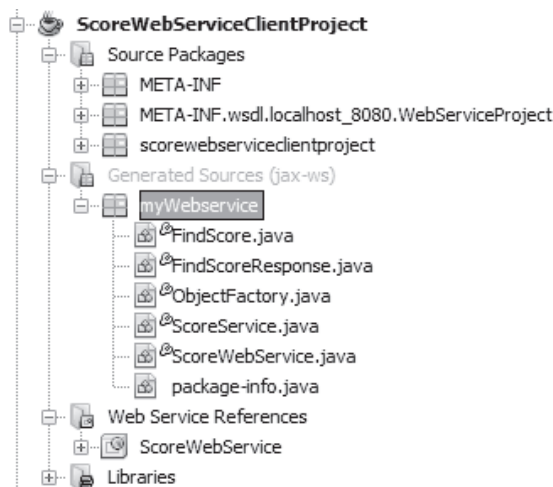 ScoreWebServiceClientProject
Source Packages
META-INF
META-INF.wsdl.localhost_8080.WebServiceProject
scorewebserviceclientproject
Generated Sources (jax-ws)
myWebservice
FindScore.java
FindScoreResponse.java
ObjectFactory.java
ScoreService.java
ScoreWebService.java
package-info.java
Web Service References
ScoreWebService
Libraries